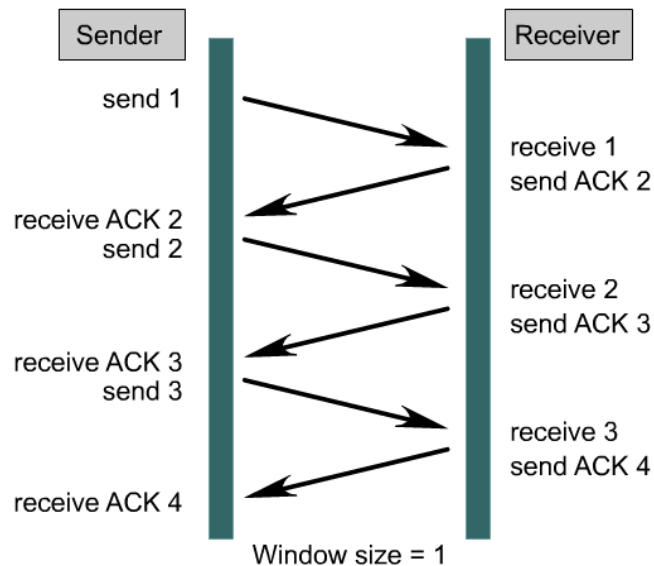 Sender
Receiver
send 1
receive 1
send ACK 2
receive ACK 2
send 2
receive 2
send ACK 3
receive ACK 3
send 3
receive 3
send ACK 4
receive ACK 4
Window size = 1